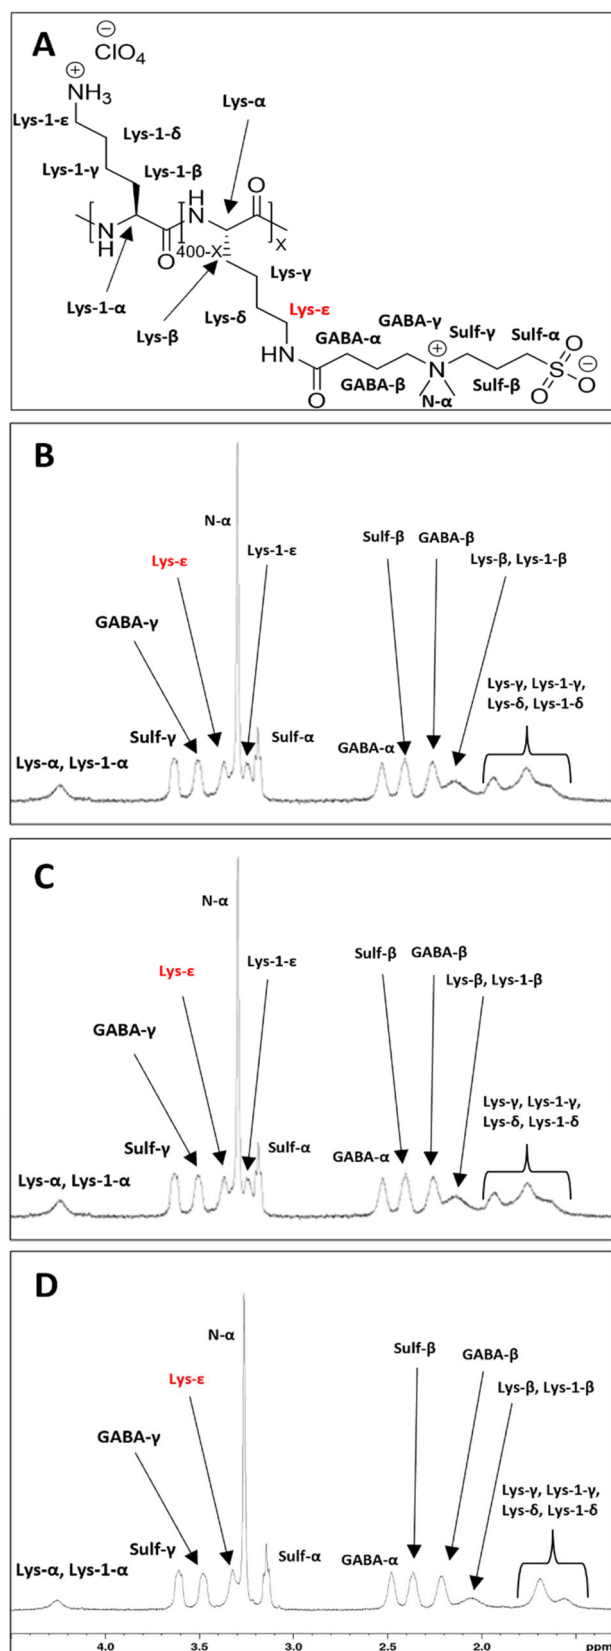 A
⊖
ClO4
⊕
NH3
Lys-1-ε
Lys-1-δ
Lys-α
Lys-1-γ
Lys-1-β
H
N
O
N
H
O
400-X
X
Lys-1-α
Lys-β
Lys-γ
Lys-δ
Lys-ε
NH
O
GABA-α
GABA-β
GABA-γ
⊕
N
N-α
Sulf-γ
Sulf-β
Sulf-α
O
S
O
O
⊖
B
N-α
Sulf-β
GABA-β
Lys-ε
Lys-1-ε
Lys-β, Lys-1-β
GABA-γ
Lys-γ, Lys-1-γ,
Lys-δ, Lys-1-δ
Sulf-γ
Sulf-α
GABA-α
Lys-α, Lys-1-α
C
N-α
Sulf-β
GABA-β
Lys-ε
Lys-1-ε
Lys-β, Lys-1-β
GABA-γ
Lys-γ, Lys-1-γ,
Lys-δ, Lys-1-δ
Sulf-γ
Sulf-α
GABA-α
Lys-α, Lys-1-α
D
N-α
Sulf-β
GABA-β
Lys-ε
Lys-β, Lys-1-β
GABA-γ
Lys-γ, Lys-1-γ,
Lys-δ, Lys-1-δ
Sulf-γ
Sulf-α
GABA-α
Lys-α, Lys-1-α
4.0 3.5 3.0 2.5 2.0 ppm